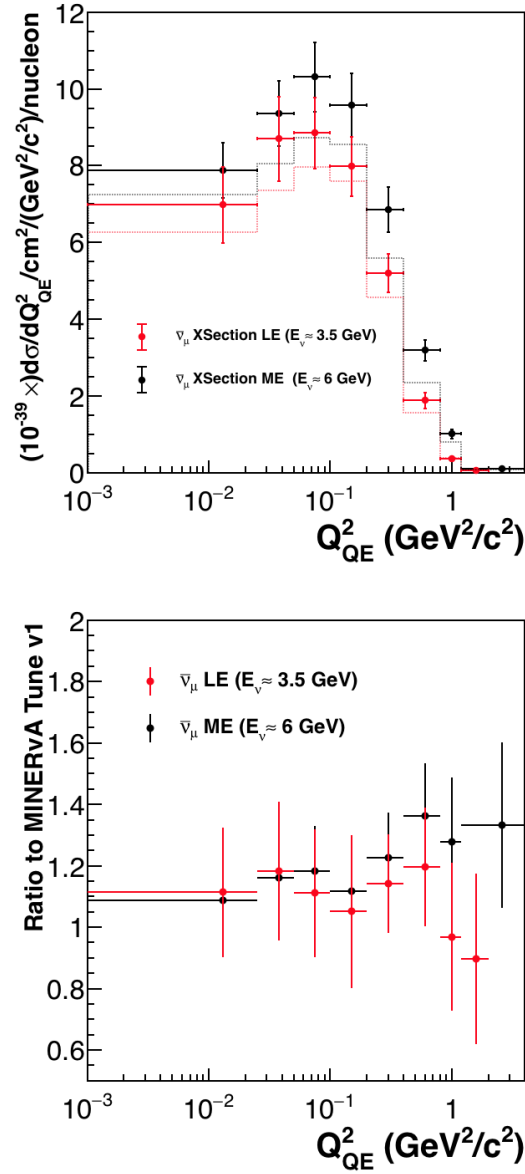 12
10
8
6
4
2
0
(10⁻³⁹ ×)dσ/dQ²QE/cm²/(GeV²/c²)/nucleon
ν̄μ XSection LE (Eν≈ 3.5 GeV)
ν̄μ XSection ME (Eν≈ 6 GeV)
10⁻³ 10⁻² 10⁻¹ 1
Q²QE (GeV²/c²)
2
1.8
1.6
1.4
1.2
1
0.8
0.6
Ratio to MINERvA Tune v1
ν̄μ LE (Eν≈ 3.5 GeV)
ν̄μ ME (Eν≈ 6 GeV)
10⁻³ 10⁻² 10⁻¹ 1
Q²QE (GeV²/c²)